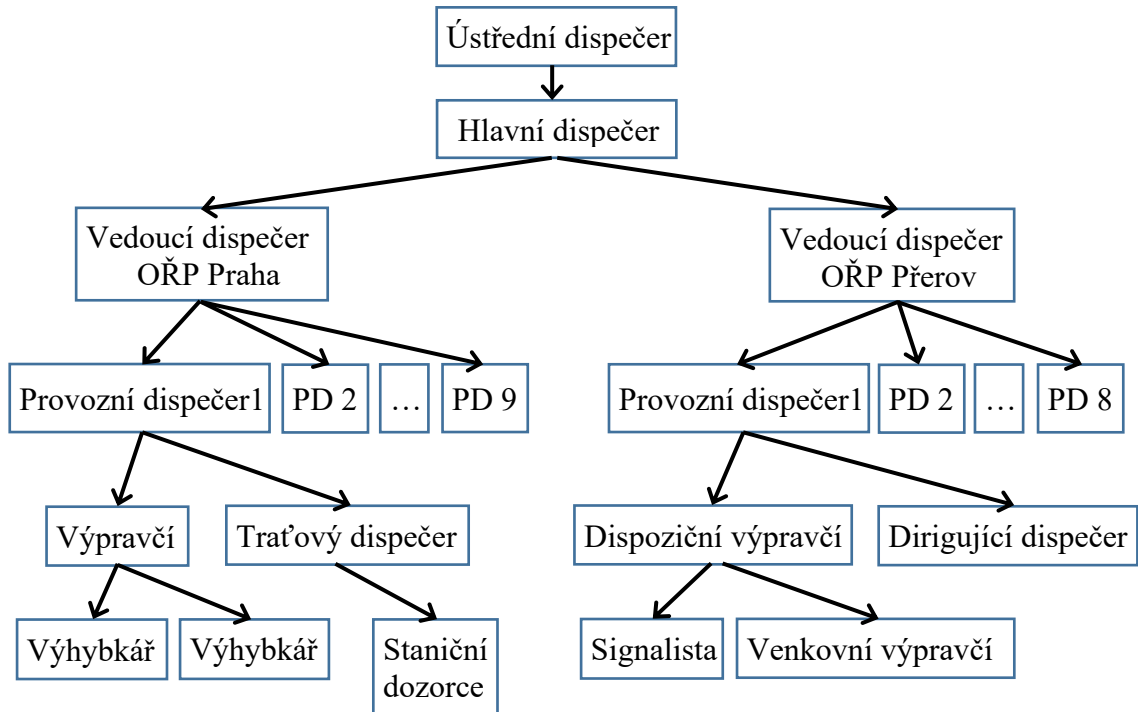 Ústřední dispečer
Hlavní dispečer
Vedoucí dispečer
OŘP Praha
Vedoucí dispečer
OŘP Přerov
Provozní dispečer1
PD 2
…
PD 9
Provozní dispečer1
PD 2
…
PD 8
Výpravčí
Traťový dispečer
Dispoziční výpravčí
Dirigující dispečer
Výhybkář
Výhybkář
Staniční
dozorce
Signalista
Venkovní výpravčí